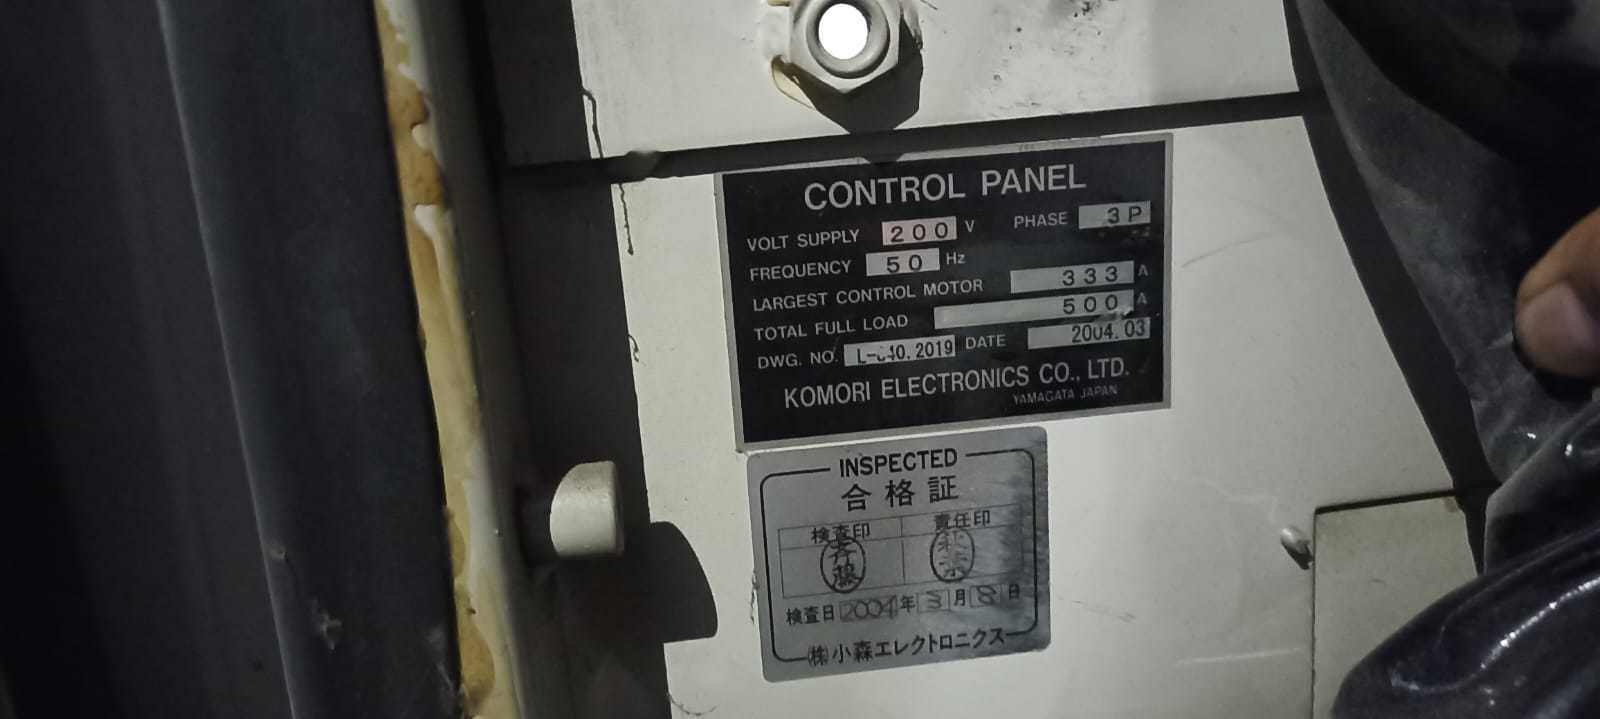 CONTROL PANEL
VOLT SUPPLY 200 V PHASE 3P
FREQUENCY 50 Hz
LARGEST CONTROL MOTOR 333 A
TOTAL FULL LOAD 500 A
DWG. NO. DATE 2004.03
KOMORI ELECTRONICS CO., LTD.
YAMAGATA JAPAN
INSPECTED
合格証
検査印 責任印
斉藤
検査日 2004年 3月 8日
㈱小森エレクトロニクス